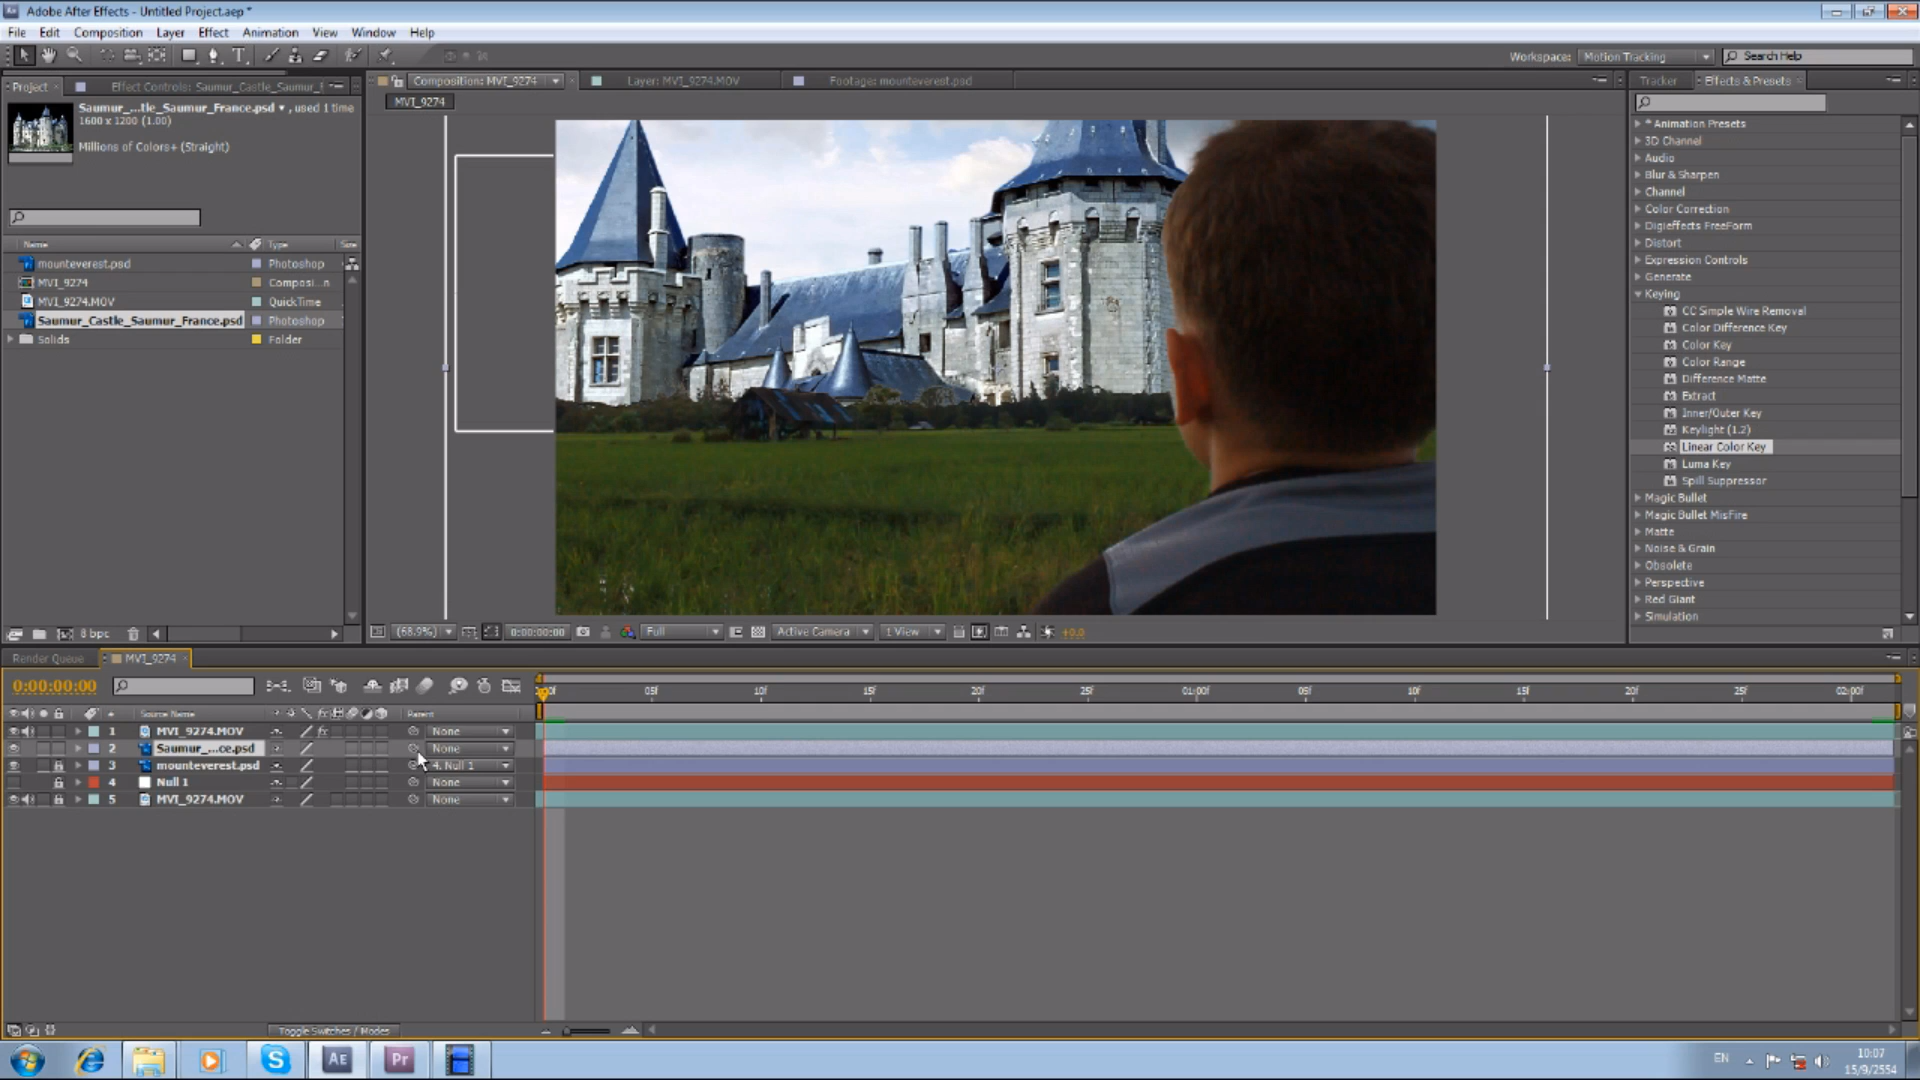 Adobe After Effects - Untitled Project.aep *
File Edit Composition Layer Effect Animation View Window Help
Workspace: Motion Tracking Search Help
Project Effect Controls: Saumur_Castle_Saumur_F
Composition: MVI_9274 Layer: MVI_9274.MOV Footage: mounteverest.psd
Tracker Effects & Presets
MVI_9274
Saumur_...tle_Saumur_France.psd , used 1 time
1600 x 1200 (1.00)
Millions of Colors+ (Straight)
Name Type Size
mounteverest.psd Photoshop
MVI_9274 Composi...n
MVI_9274.MOV QuickTime
Saumur_Castle_Saumur_France.psd Photoshop
Solids Folder
8 bpc
* Animation Presets
3D Channel
Audio
Blur & Sharpen
Channel
Color Correction
Digieffects FreeForm
Distort
Expression Controls
Generate
Keying
CC Simple Wire Removal
Color Difference Key
Color Key
Color Range
Difference Matte
Extract
Inner/Outer Key
Keylight (1.2)
Linear Color Key
Luma Key
Spill Suppressor
Magic Bullet
Magic Bullet MisFire
Matte
Noise & Grain
Obsolete
Perspective
Red Giant
Simulation
(68.9%) 0:00:00:00 Full Active Camera 1 View +0.0
Render Queue MVI_9274
0:00:00:00
05f 10f 15f 20f 25f 01:00f 05f 10f 15f 20f 25f 02:00f
# Source Name Parent
1 MVI_9274.MOV None
2 Saumur_...ce.psd None
3 mounteverest.psd 4. Null 1
4 Null 1 None
5 MVI_9274.MOV None
Toggle Switches / Modes
AE Pr
EN
10:07
15/9/2554